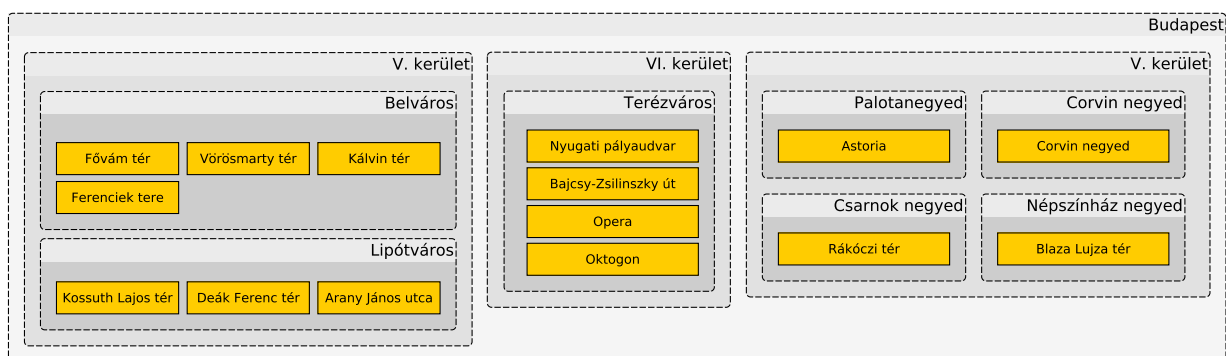 Budapest
V. kerület
Belváros
Fővám tér
Vörösmarty tér
Kálvin tér
Ferenciek tere
Lipótváros
Kossuth Lajos tér
Deák Ferenc tér
Arany János utca
VI. kerület
Terézváros
Nyugati pályaudvar
Bajcsy-Zsilinszky út
Opera
Oktogon
V. kerület
Palotanegyed
Astoria
Corvin negyed
Corvin negyed
Csarnok negyed
Rákóczi tér
Népszínház negyed
Blaza Lujza tér